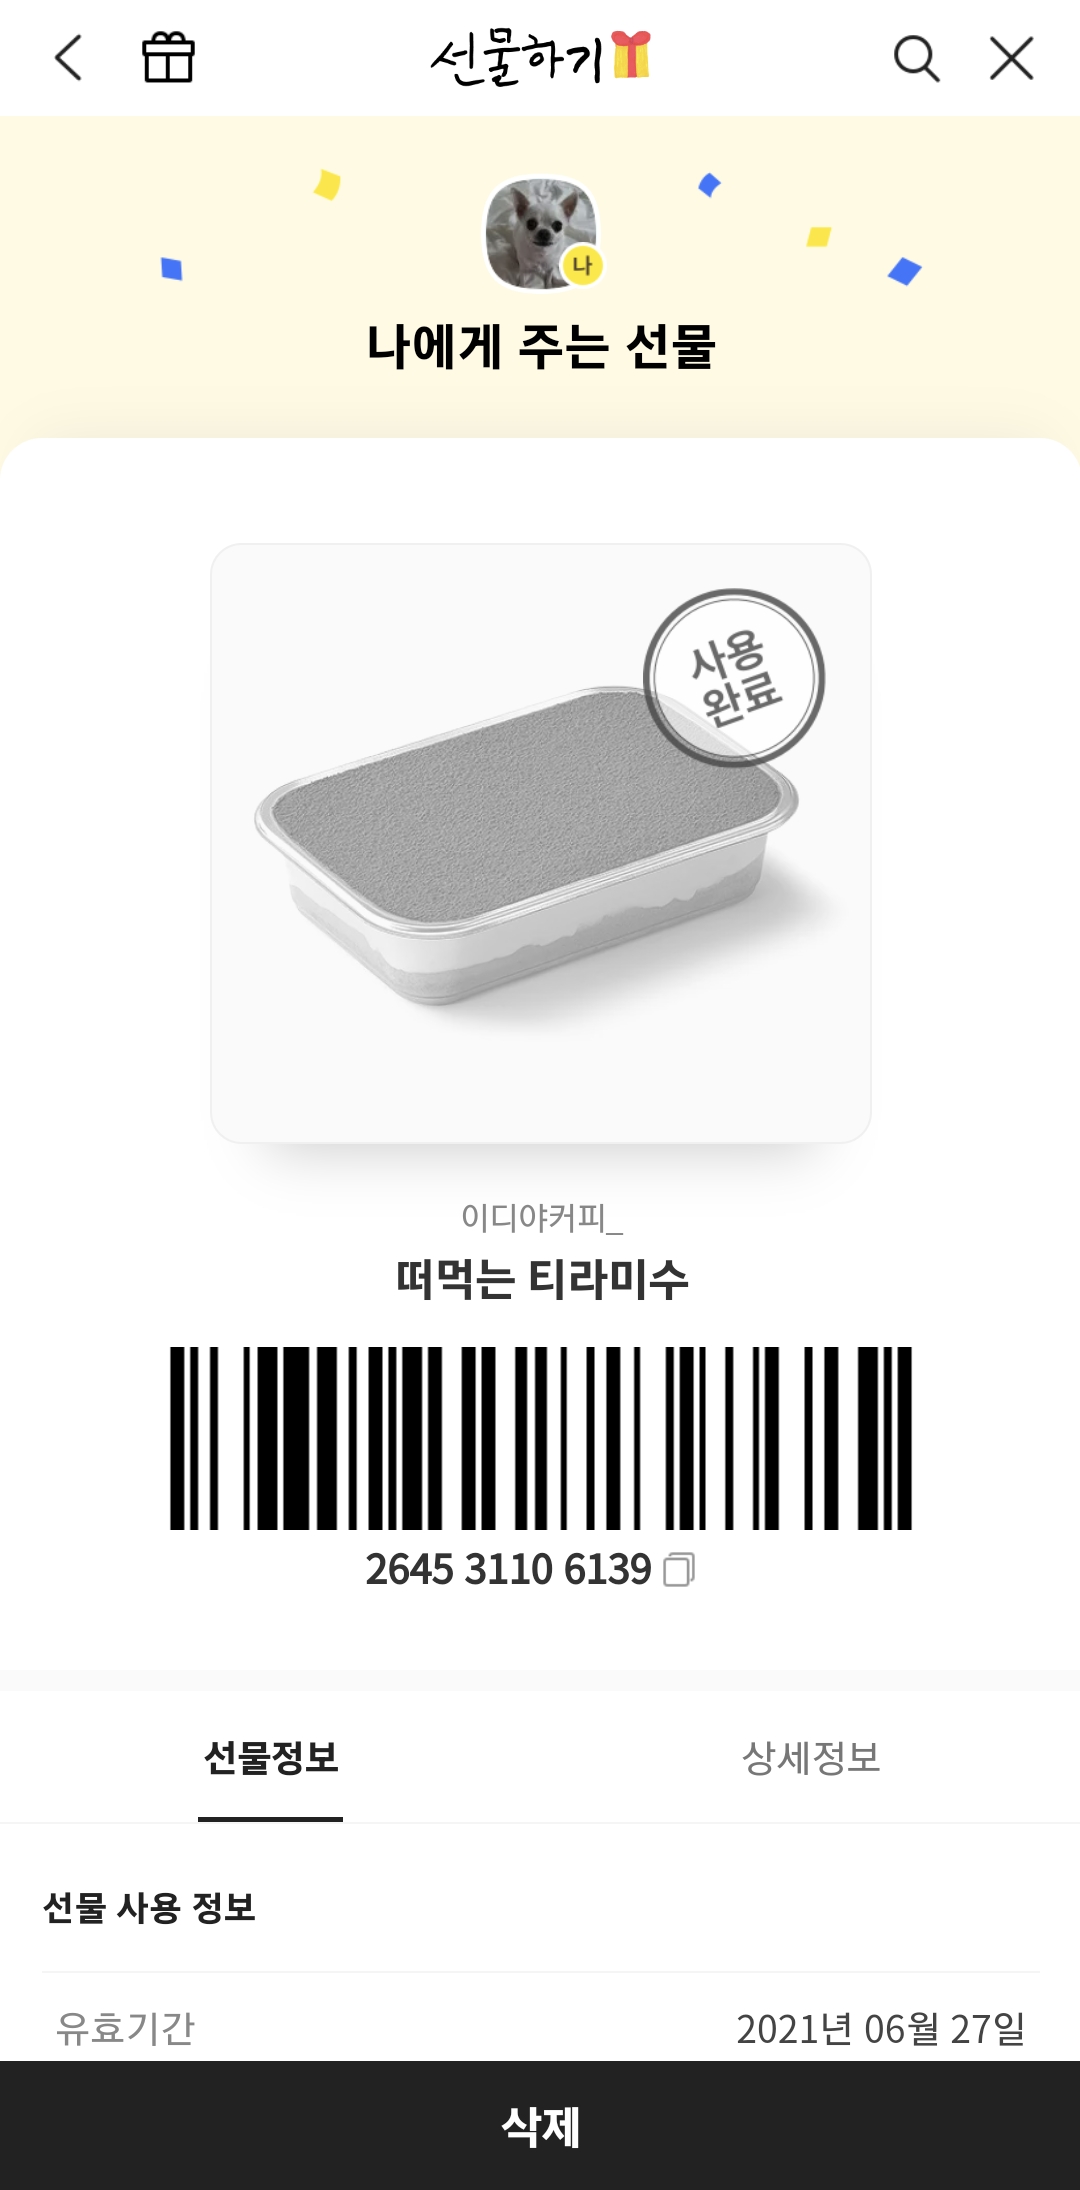 선물하기
나
나에게 주는 선물
사용
완료
이디야커피_
떠먹는 티라미수
2645 3110 6139
선물정보
상세정보
선물 사용 정보
유효기간
2021년 06월 27일
삭제